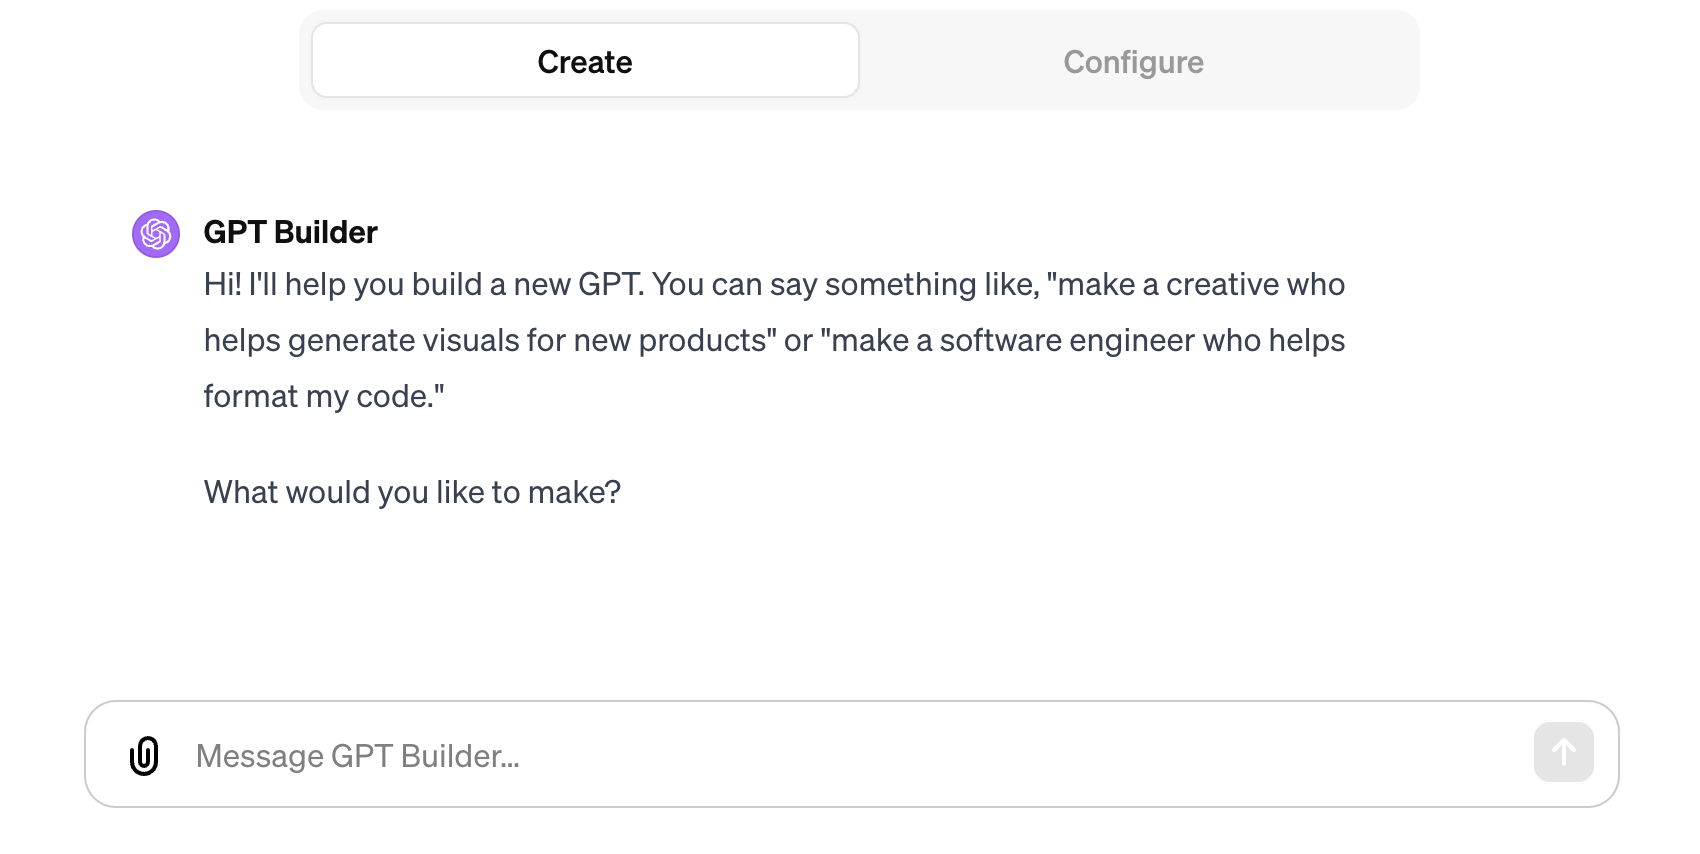 Create
Configure
GPT Builder
Hi! I'll help you build a new GPT. You can say something like, "make a creative who
helps generate visuals for new products" or "make a software engineer who helps
format my code."
What would you like to make?
Message GPT Builder…